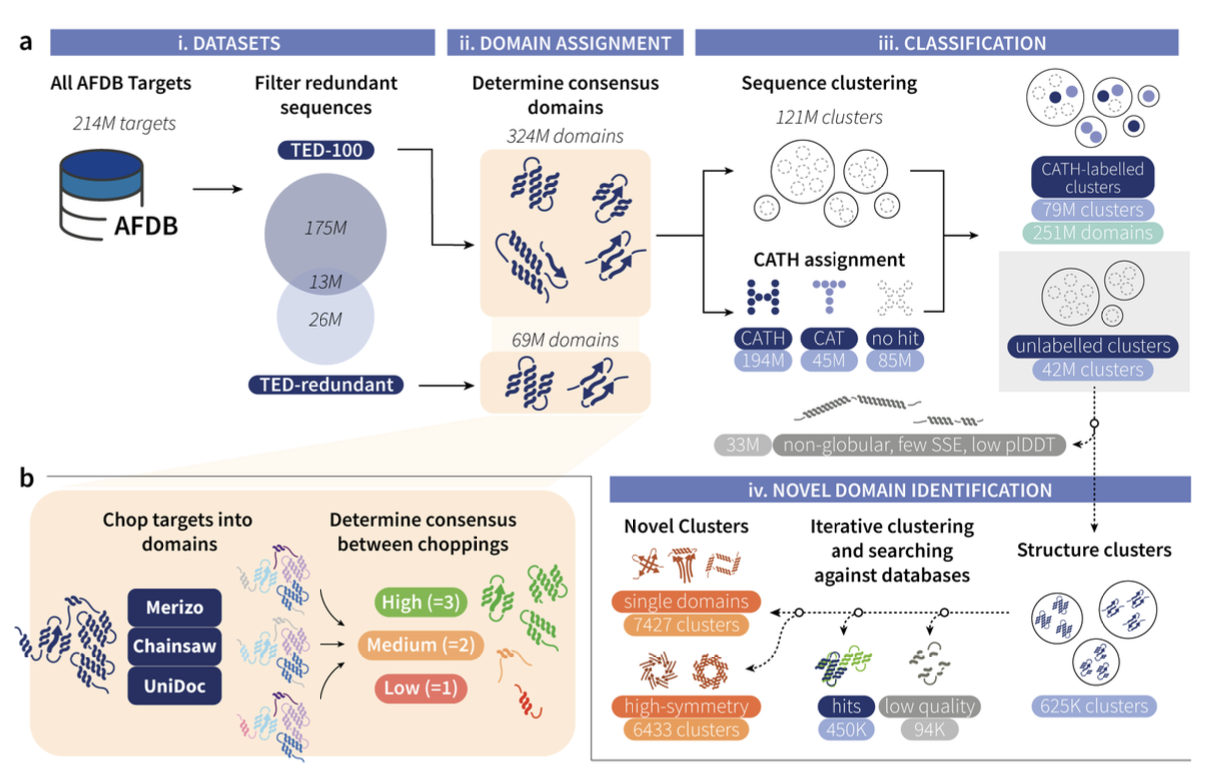 a
i. DATASETS
ii. DOMAIN ASSIGNMENT
iii. CLASSIFICATION
All AFDB Targets
214M targets
AFDB
Filter redundant
sequences
TED-100
175M
13M
26M
TED-redundant
Determine consensus
domains
324M domains
69M domains
Sequence clustering
121M clusters
CATH assignment
CATH
CAT
no hit
194M
45M
85M
CATH-labelled
clusters
79M clusters
251M domains
unlabelled clusters
42M clusters
33M
non-globular, few SSE, low plDDT
b
Chop targets into
domains
Merizo
Chainsaw
UniDoc
Determine consensus
between choppings
High (=3)
Medium (=2)
Low (=1)
iv. NOVEL DOMAIN IDENTIFICATION
Novel Clusters
single domains
7427 clusters
high-symmetry
6433 clusters
Iterative clustering
and searching
against databases
hits
450K
low quality
94K
Structure clusters
625K clusters